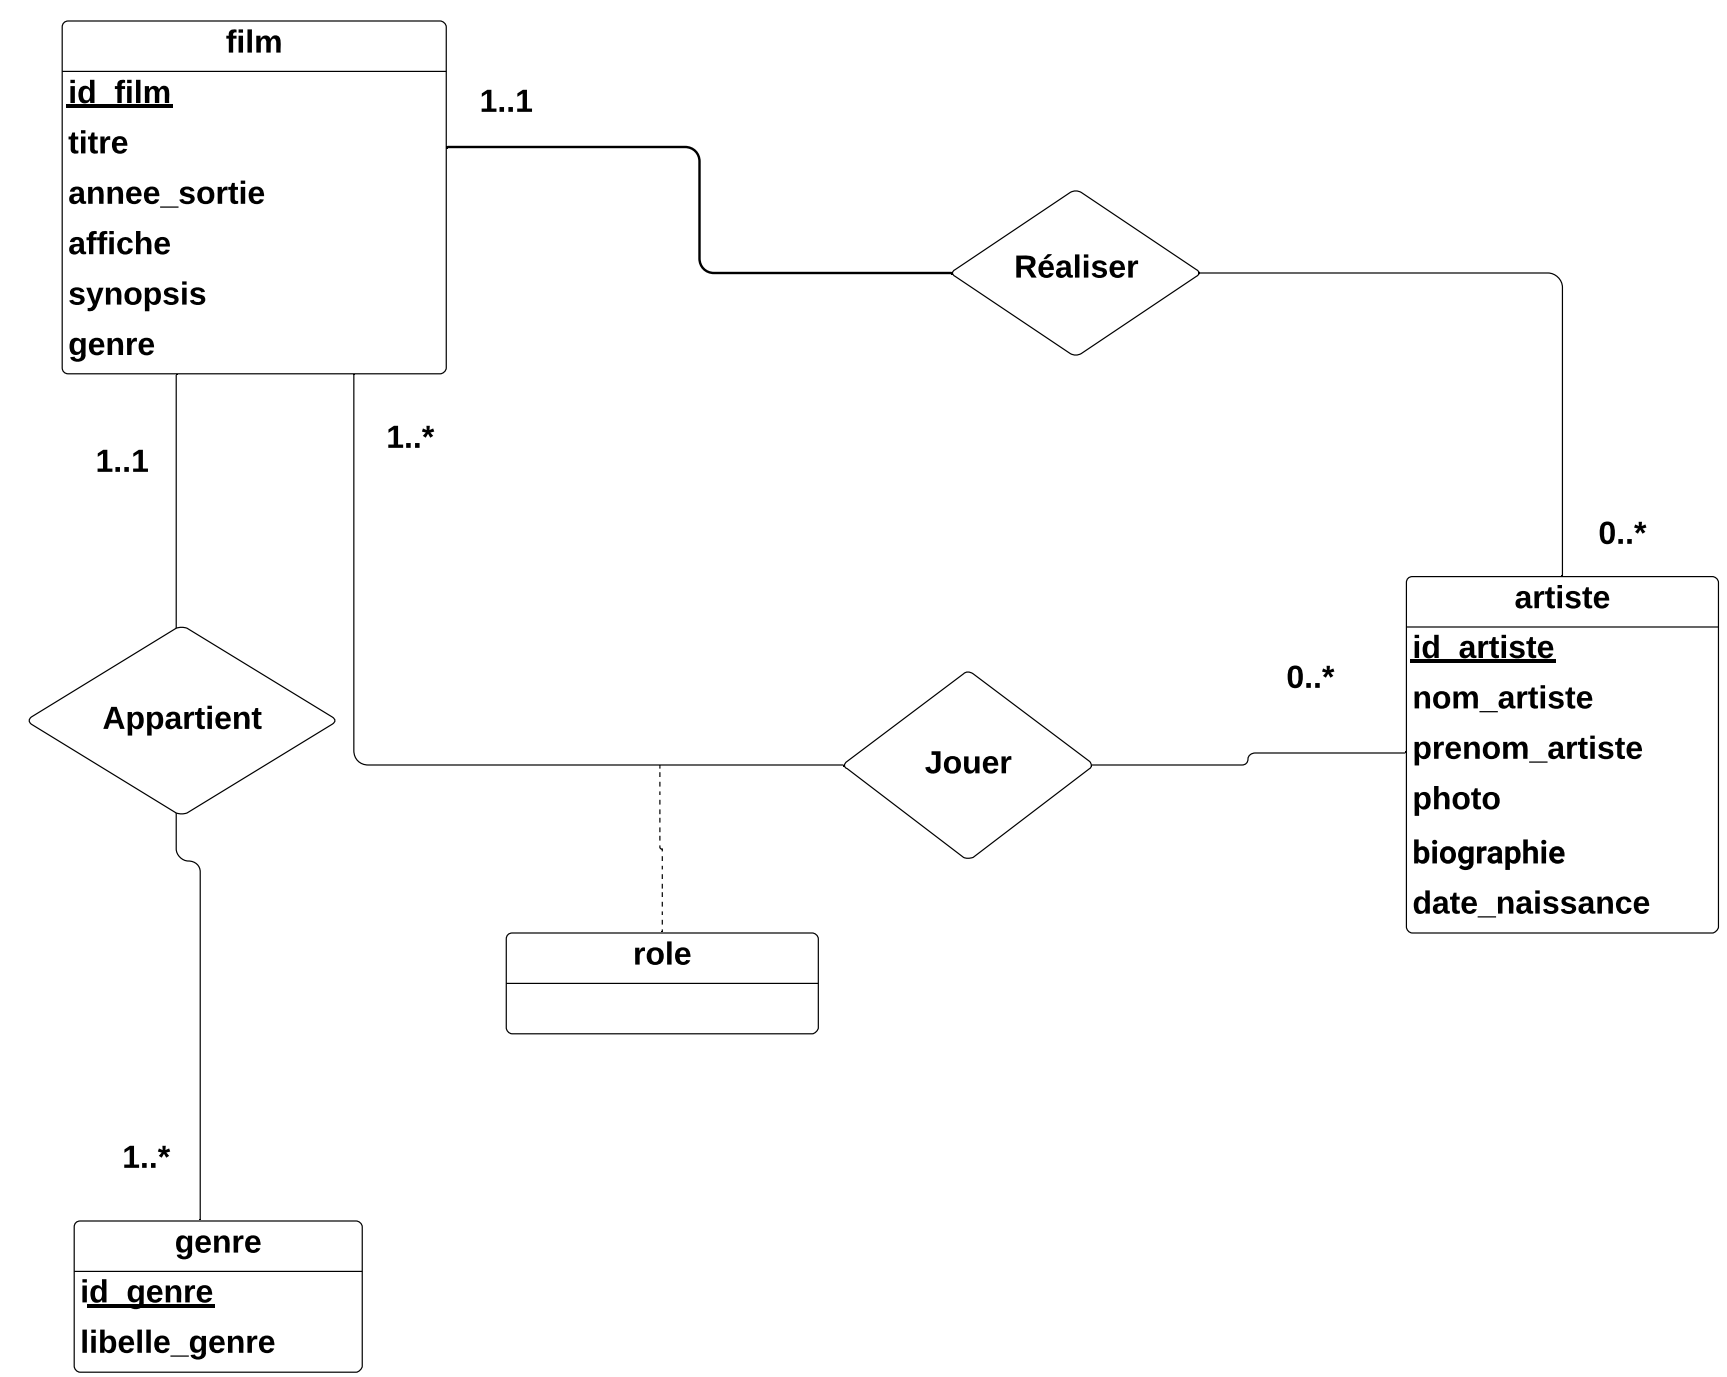 film
id_film
titre
annee_sortie
affiche
synopsis
genre
1..1
Réaliser
1..*
1..1
0..*
artiste
id_artiste
nom_artiste
prenom_artiste
photo
biographie
date_naissance
0..*
Appartient
Jouer
role
1..*
genre
id_genre
libelle_genre